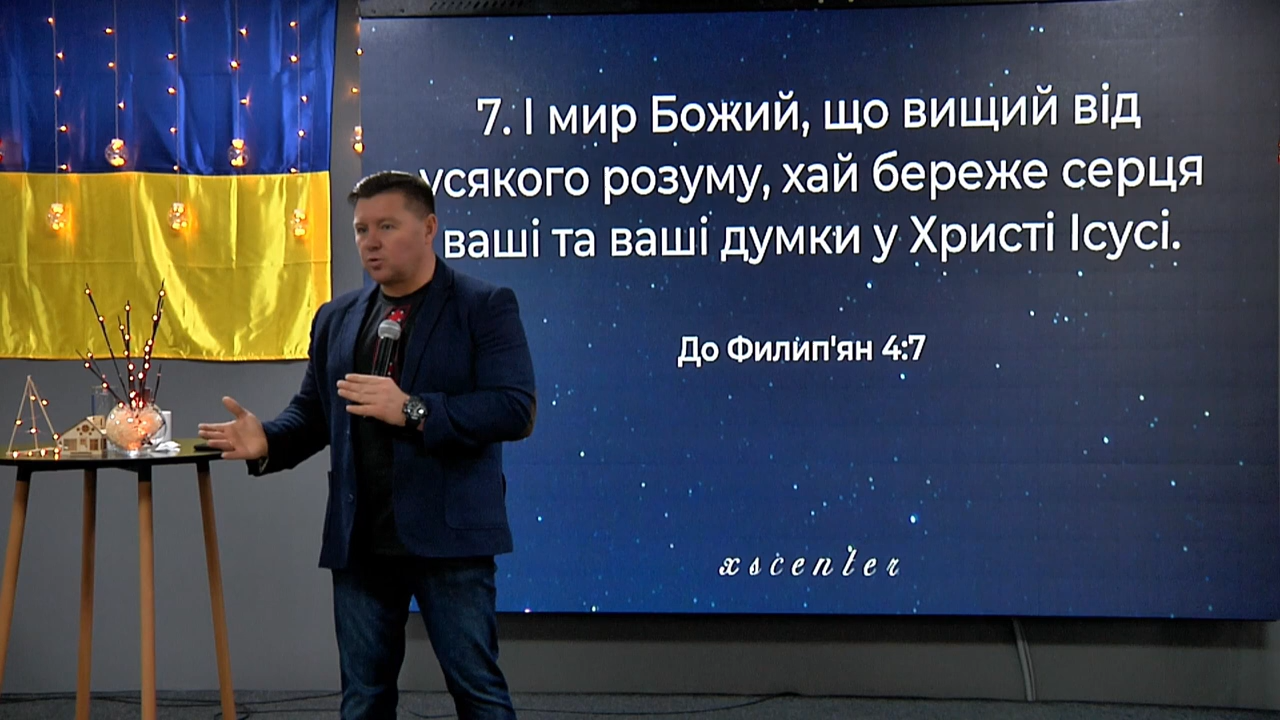 7. І мир Божий, що вищий від
усякого розуму, хай береже серця
ваші та ваші думки у Христі Ісусі.
До Филип'ян 4:7
xscenter